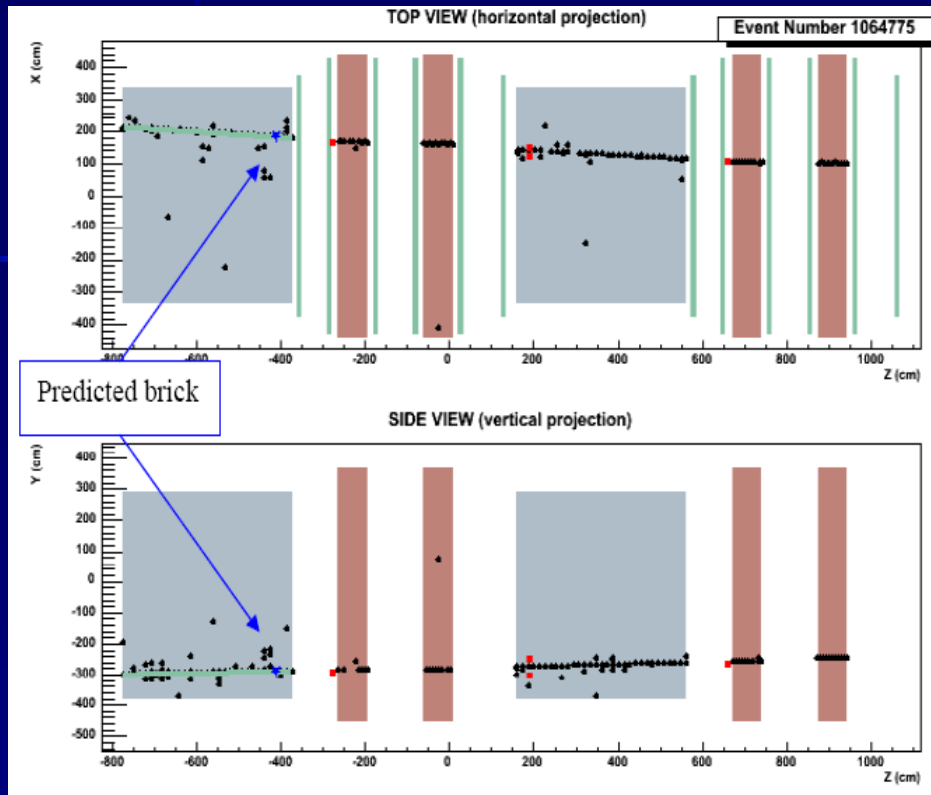 TOP VIEW (horizontal projection)
Event Number 1064775
X (cm)
400
300
200
100
0
-100
-200
-300
-400
-800 -600 -400 -200 0 200 400 600 800 1000
Z (cm)
Predicted brick
SIDE VIEW (vertical projection)
Y (cm)
400
300
200
100
0
-100
-200
-300
-400
-500
-800 -600 -400 -200 0 200 400 600 800 1000
Z (cm)